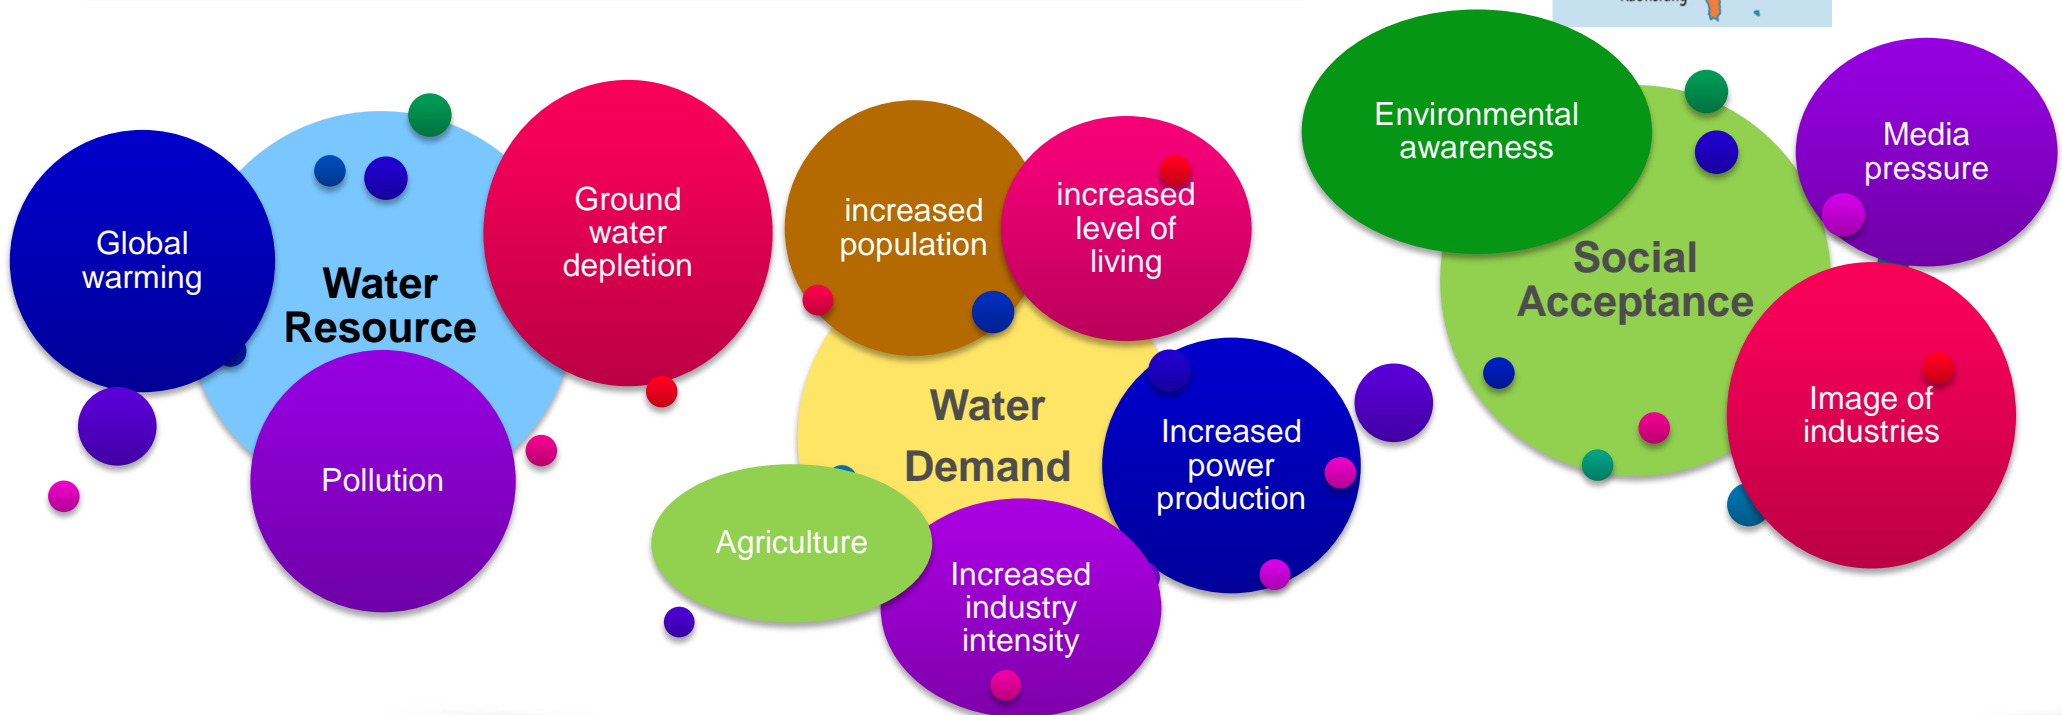 Global
warming
Water
Resource
Ground
water
depletion
Pollution
increased
population
increased
level of
living
Water
Demand
Increased
power
production
Agriculture
Increased
industry
intensity
Environmental
awareness
Social
Acceptance
Media
pressure
Image of
industries